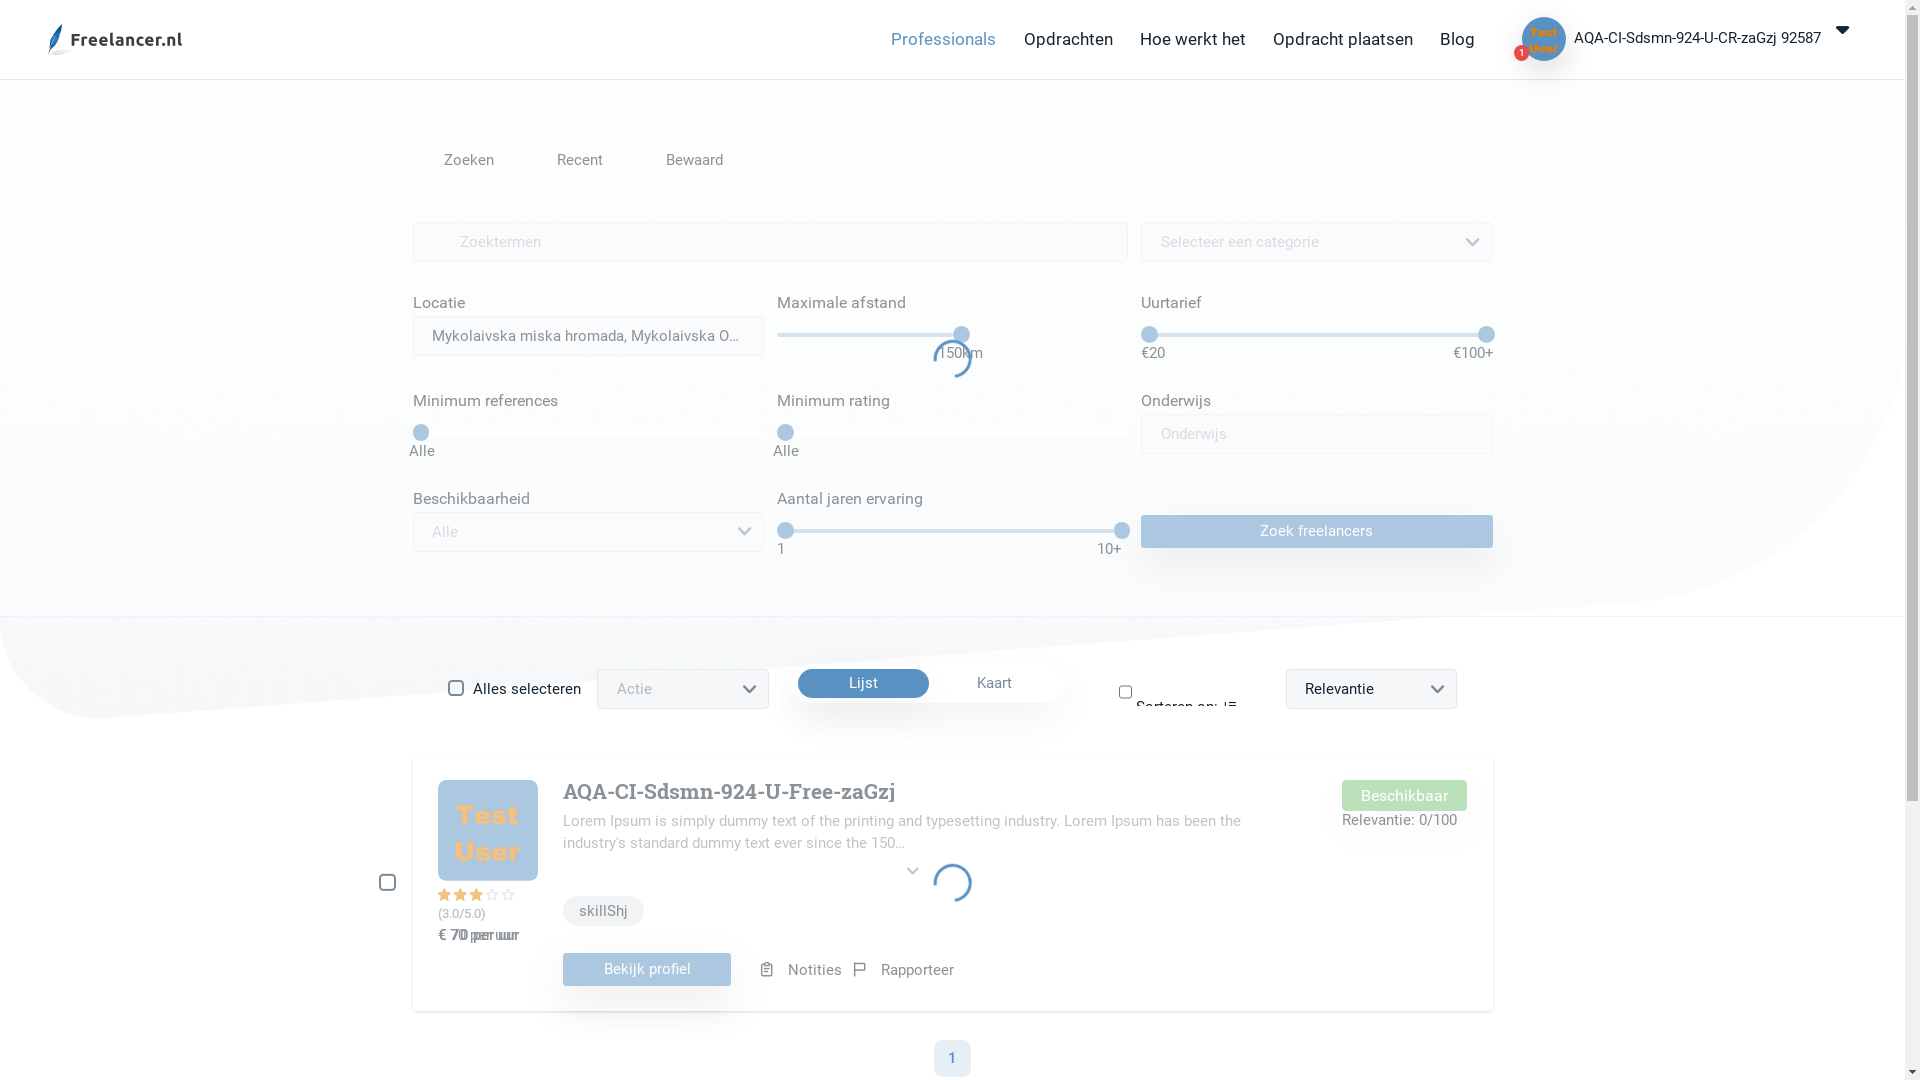 Freelancer.nl
Professionals
Opdrachten
Hoe werkt het
Opdracht plaatsen
Blog
Test
User
1
AQA-CI-Sdsmn-924-U-CR-zaGzj 92587
Zoeken
Recent
Bewaard
Zoektermen
Selecteer een categorie
Locatie
Maximale afstand
Uurtarief
Mykolaivska miska hromada, Mykolaivska O...
150km
€20
€100+
Minimum references
Minimum rating
Onderwijs
Alle
Alle
Onderwijs
Beschikbaarheid
Aantal jaren ervaring
Alle
1
10+
Zoek freelancers
Alles selecteren
Actie
Lijst
Kaart
Sorteren op:
Relevantie
Test
User
AQA-CI-Sdsmn-924-U-Free-zaGzj
Beschikbaar
Relevantie: 0/100
Lorem Ipsum is simply dummy text of the printing and typesetting industry. Lorem Ipsum has been the
industry's standard dummy text ever since the 150...
(3.0/5.0)
skillShj
€ 70 per uur
Bekijk profiel
Notities
Rapporteer
1